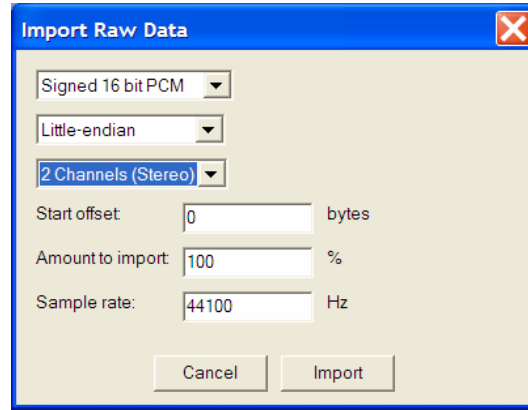 Import Raw Data
Signed 16 bit PCM
Little-endian
2 Channels (Stereo)
Start offset: 0 bytes
Amount to import: 100 %
Sample rate: 44100 Hz
Cancel Import